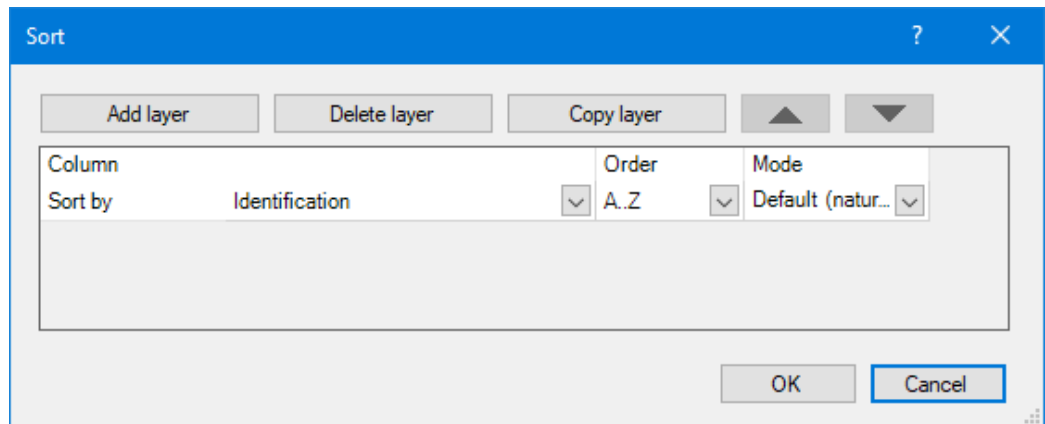 Sort ?
Add layer Delete layer Copy layer
Column Order Mode
Sort by Identification A..Z Default (natur...
OK Cancel